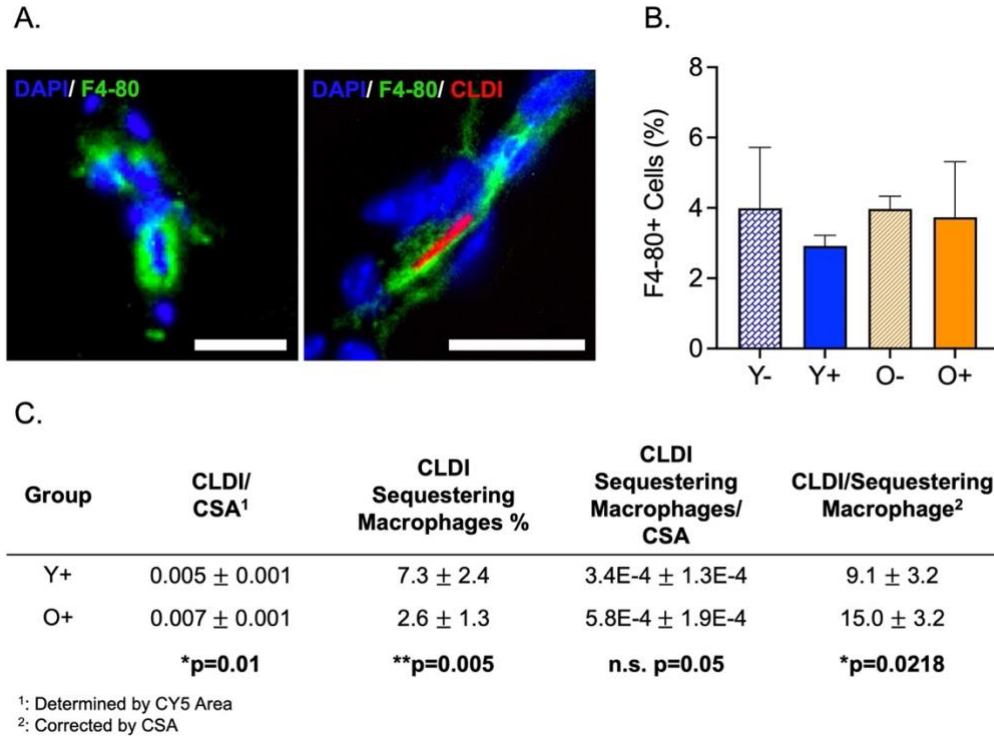 A.
DAPI/ F4-80
DAPI/ F4-80/ CLDI
B.
F4-80+ Cells (%)
8
6
4
2
0
Y-
Y+
O-
O+
C.
Group
CLDI/
CSA¹
CLDI
Sequestering
Macrophages %
CLDI
Sequestering
Macrophages/
CSA
CLDI/Sequestering
Macrophage²
Y+ 0.005 ± 0.001 7.3 ± 2.4 3.4E-4 ± 1.3E-4 9.1 ± 3.2
O+ 0.007 ± 0.001 2.6 ± 1.3 5.8E-4 ± 1.9E-4 15.0 ± 3.2
*p=0.01 **p=0.005 n.s. p=0.05 *p=0.0218
¹: Determined by CY5 Area
²: Corrected by CSA